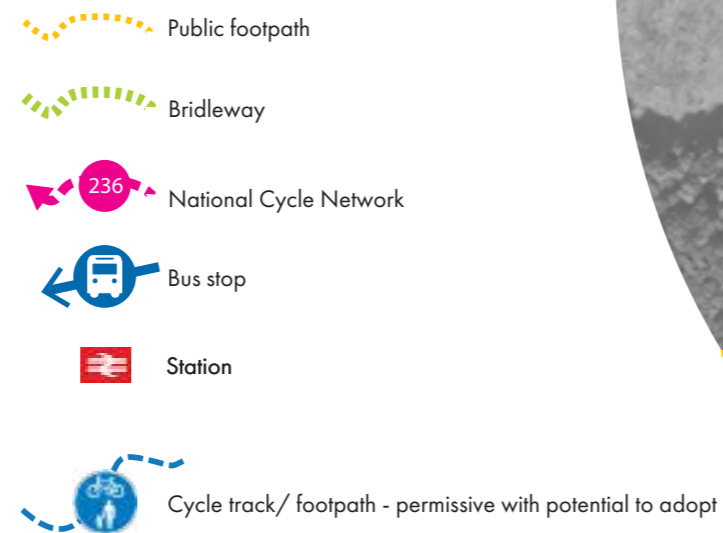 Public footpath
Bridleway
236
National Cycle Network
Bus stop
Station
Cycle track/ footpath - permissive with potential to adopt